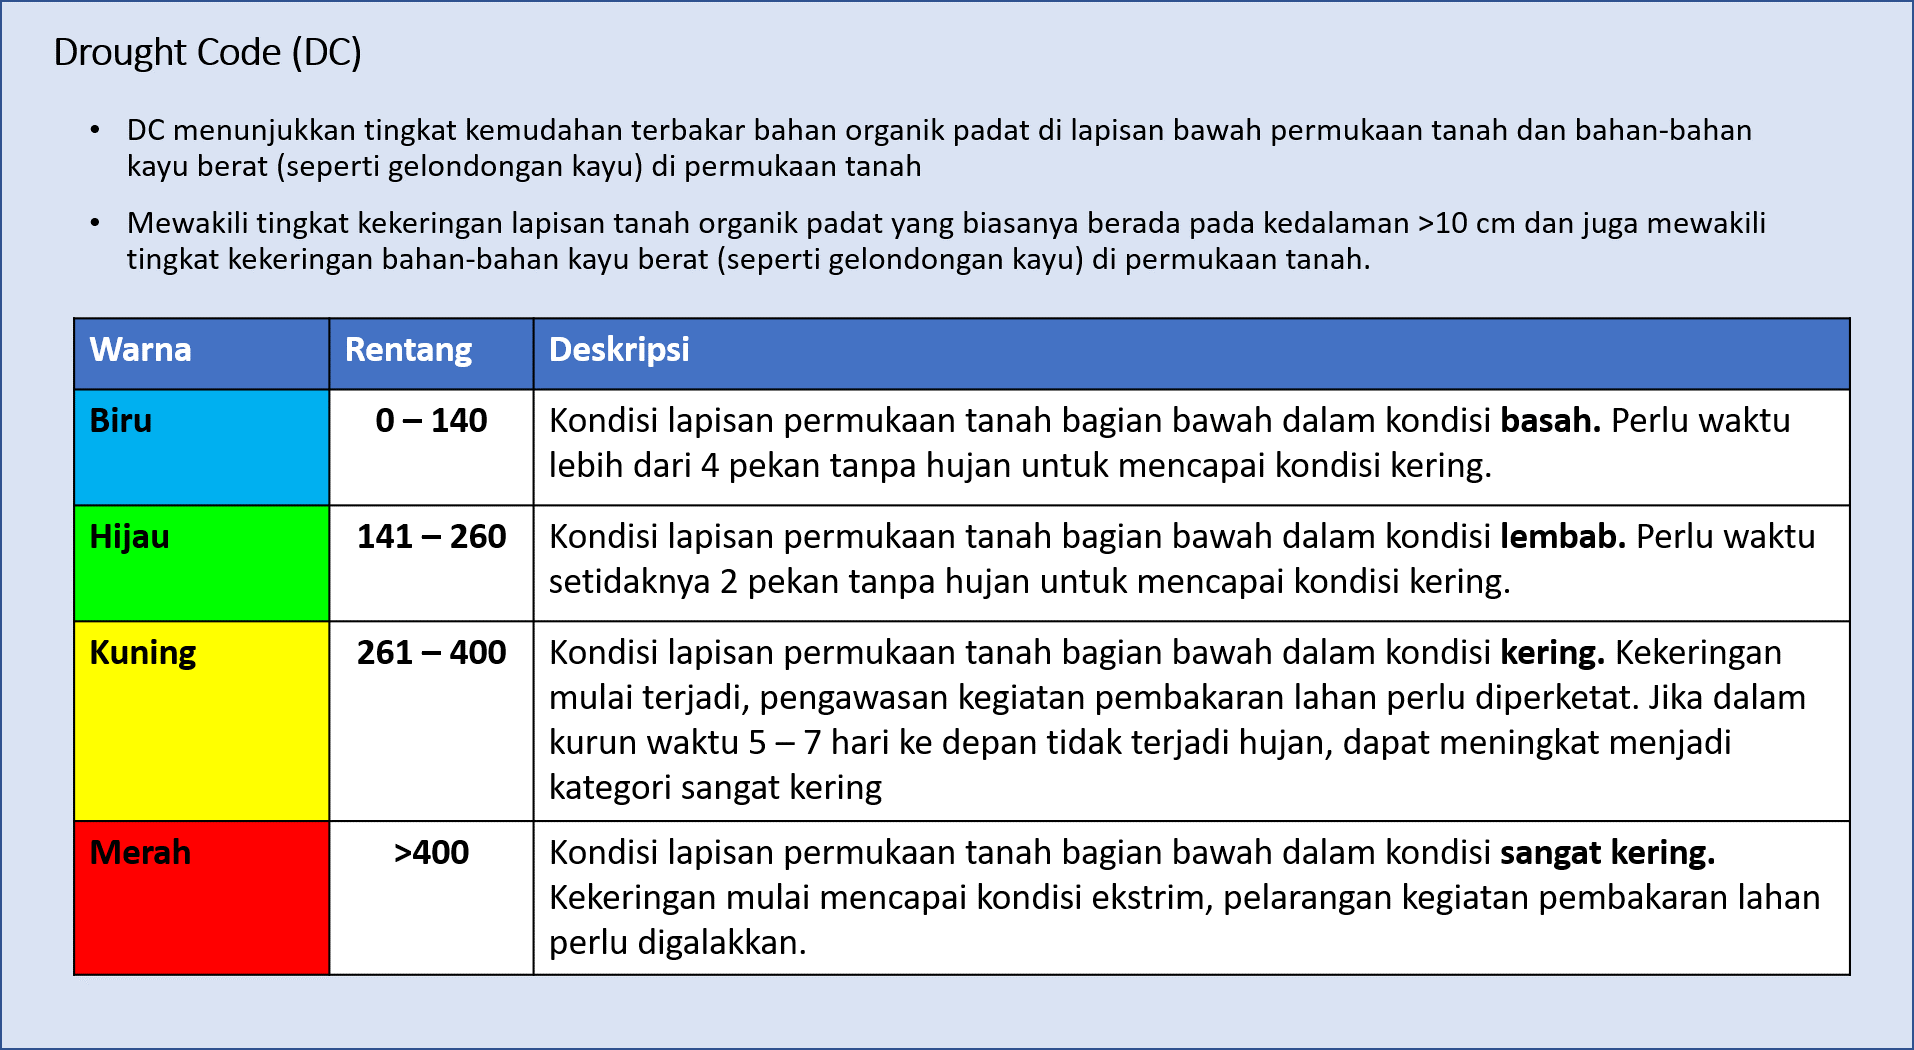 Drought Code (DC)
• DC menunjukkan tingkat kemudahan terbakar bahan organik padat di lapisan bawah permukaan tanah dan bahan-bahan
kayu berat (seperti gelondongan kayu) di permukaan tanah
• Mewakili tingkat kekeringan lapisan tanah organik padat yang biasanya berada pada kedalaman >10 cm dan juga mewakili
tingkat kekeringan bahan-bahan kayu berat (seperti gelondongan kayu) di permukaan tanah.
Warna Rentang Deskripsi
Biru 0 – 140 Kondisi lapisan permukaan tanah bagian bawah dalam kondisi basah. Perlu waktu
lebih dari 4 pekan tanpa hujan untuk mencapai kondisi kering.
Hijau 141 – 260 Kondisi lapisan permukaan tanah bagian bawah dalam kondisi lembab. Perlu waktu
setidaknya 2 pekan tanpa hujan untuk mencapai kondisi kering.
Kuning 261 – 400 Kondisi lapisan permukaan tanah bagian bawah dalam kondisi kering. Kekeringan
mulai terjadi, pengawasan kegiatan pembakaran lahan perlu diperketat. Jika dalam
kurun waktu 5 – 7 hari ke depan tidak terjadi hujan, dapat meningkat menjadi
kategori sangat kering
Merah >400 Kondisi lapisan permukaan tanah bagian bawah dalam kondisi sangat kering.
Kekeringan mulai mencapai kondisi ekstrim, pelarangan kegiatan pembakaran lahan
perlu digalakkan.